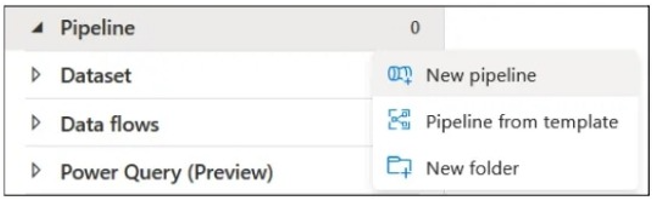 Pipeline 0
New pipeline
Dataset
Pipeline from template
Data flows
New folder
Power Query (Preview)